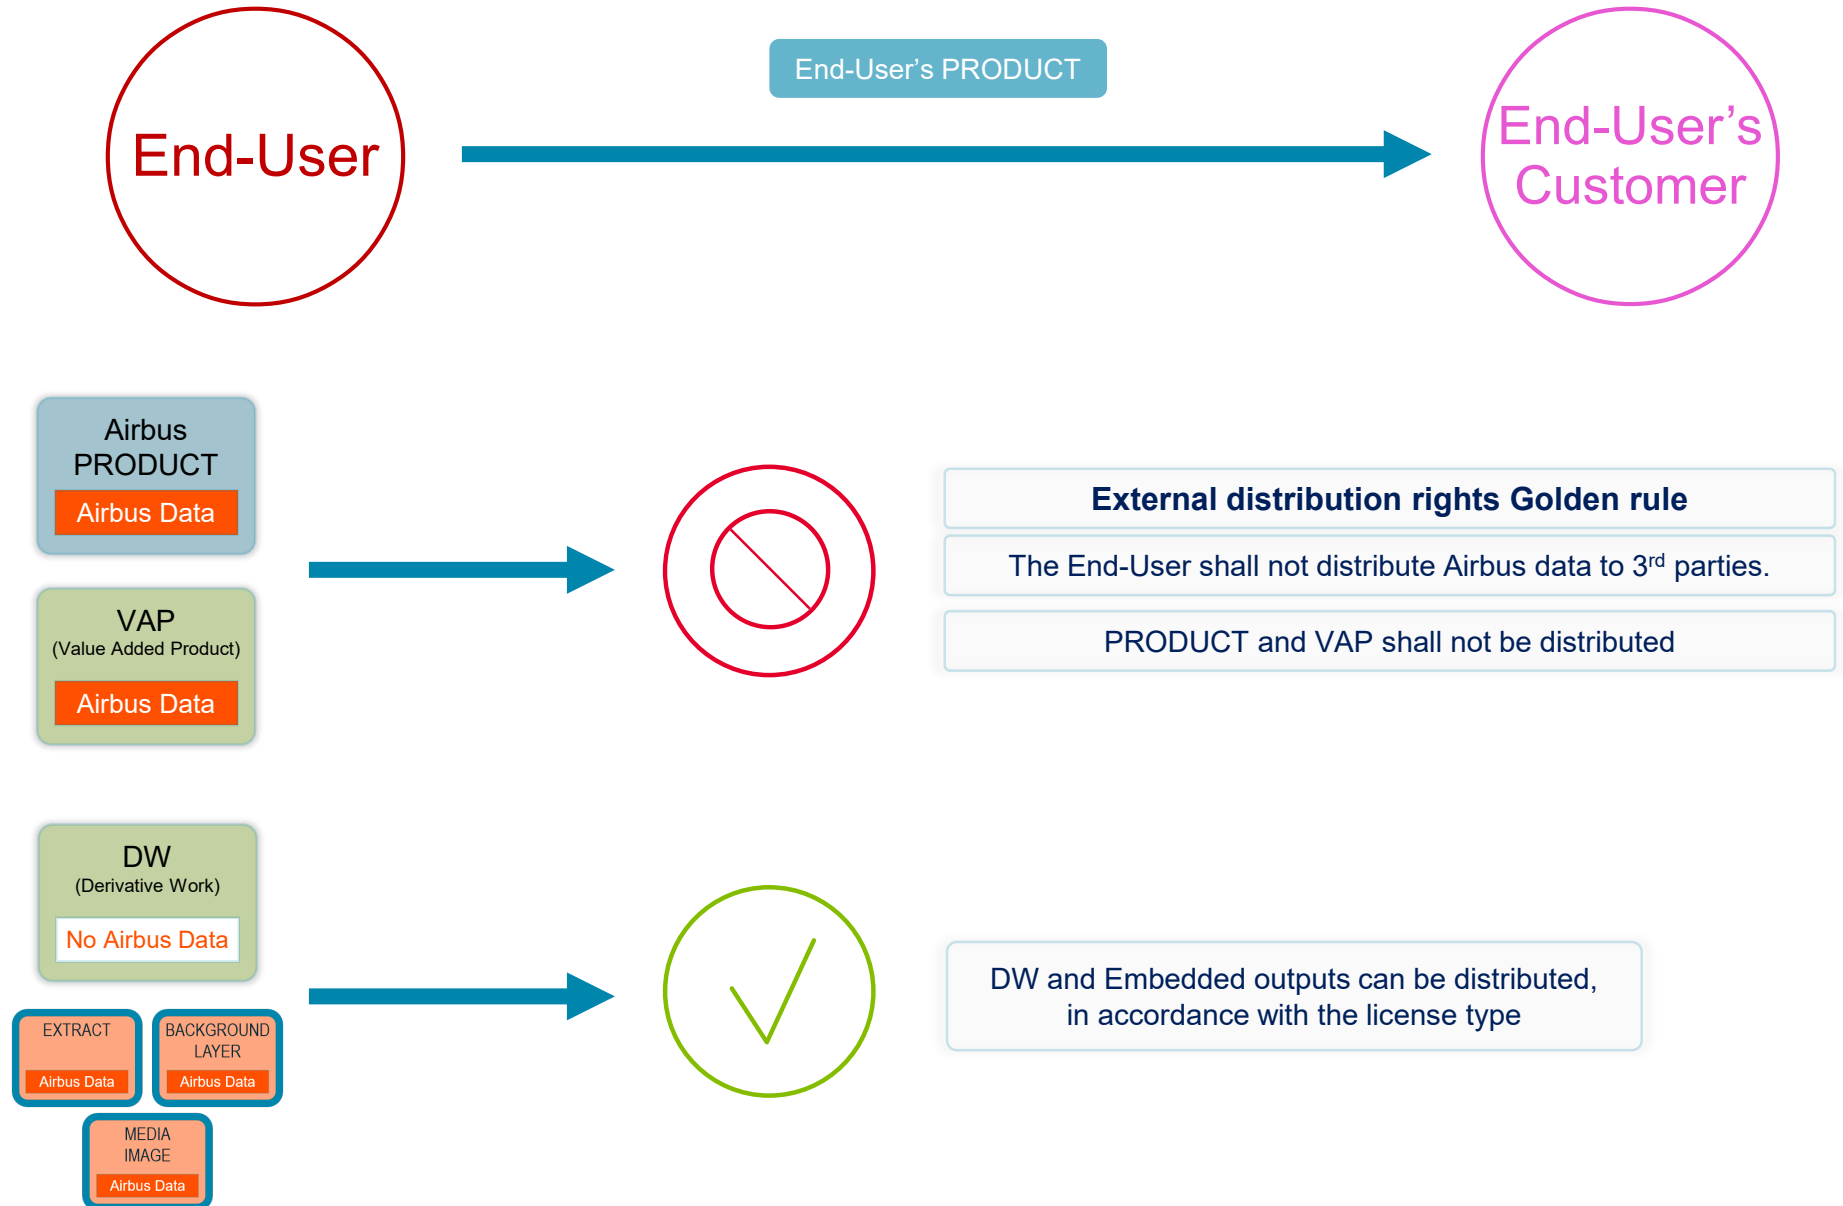 End-User
End-User's PRODUCT
End-User's
Customer
Airbus
PRODUCT
Airbus Data
VAP
(Value Added Product)
Airbus Data
External distribution rights Golden rule
The End-User shall not distribute Airbus data to 3rd parties.
PRODUCT and VAP shall not be distributed
DW
(Derivative Work)
No Airbus Data
EXTRACT
Airbus Data
BACKGROUND
LAYER
Airbus Data
MEDIA
IMAGE
Airbus Data
DW and Embedded outputs can be distributed,
in accordance with the license type